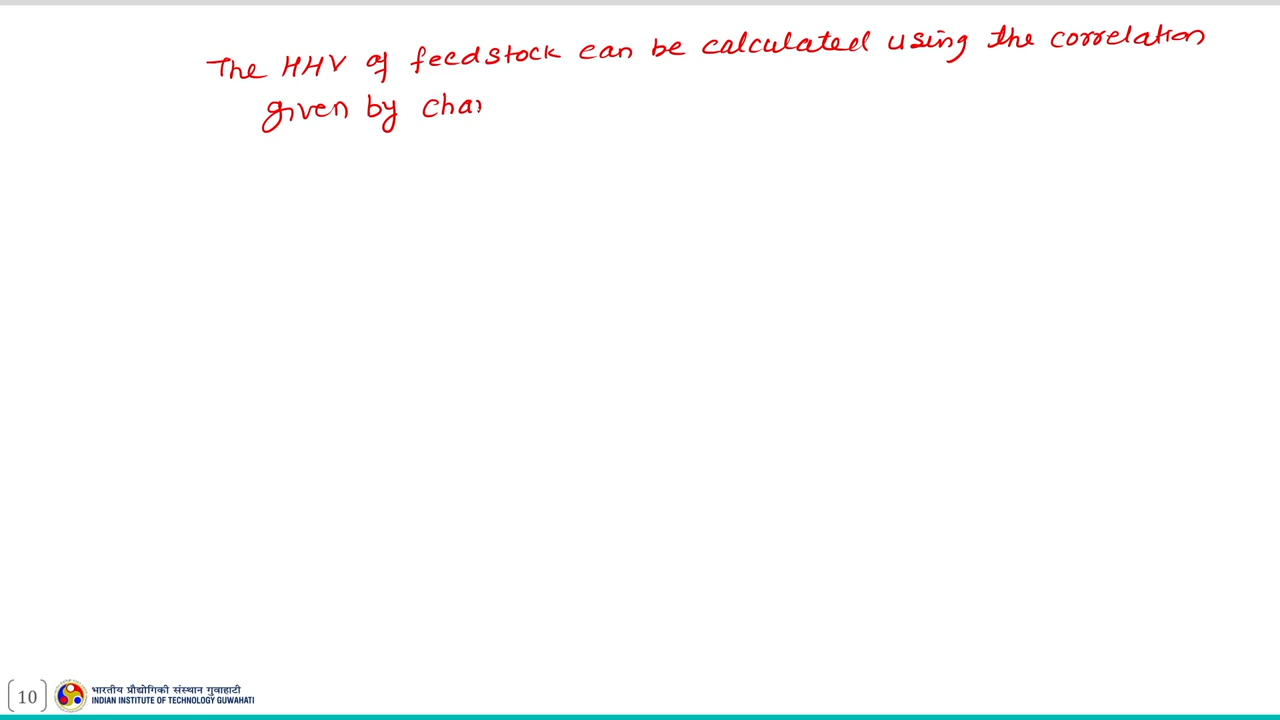 The HHV of feedstock can be calculated using the correlation
given by cha
10
भारतीय प्रौद्योगिकी संस्थान गुवाहाटी
INDIAN INSTITUTE OF TECHNOLOGY GUWAHATI